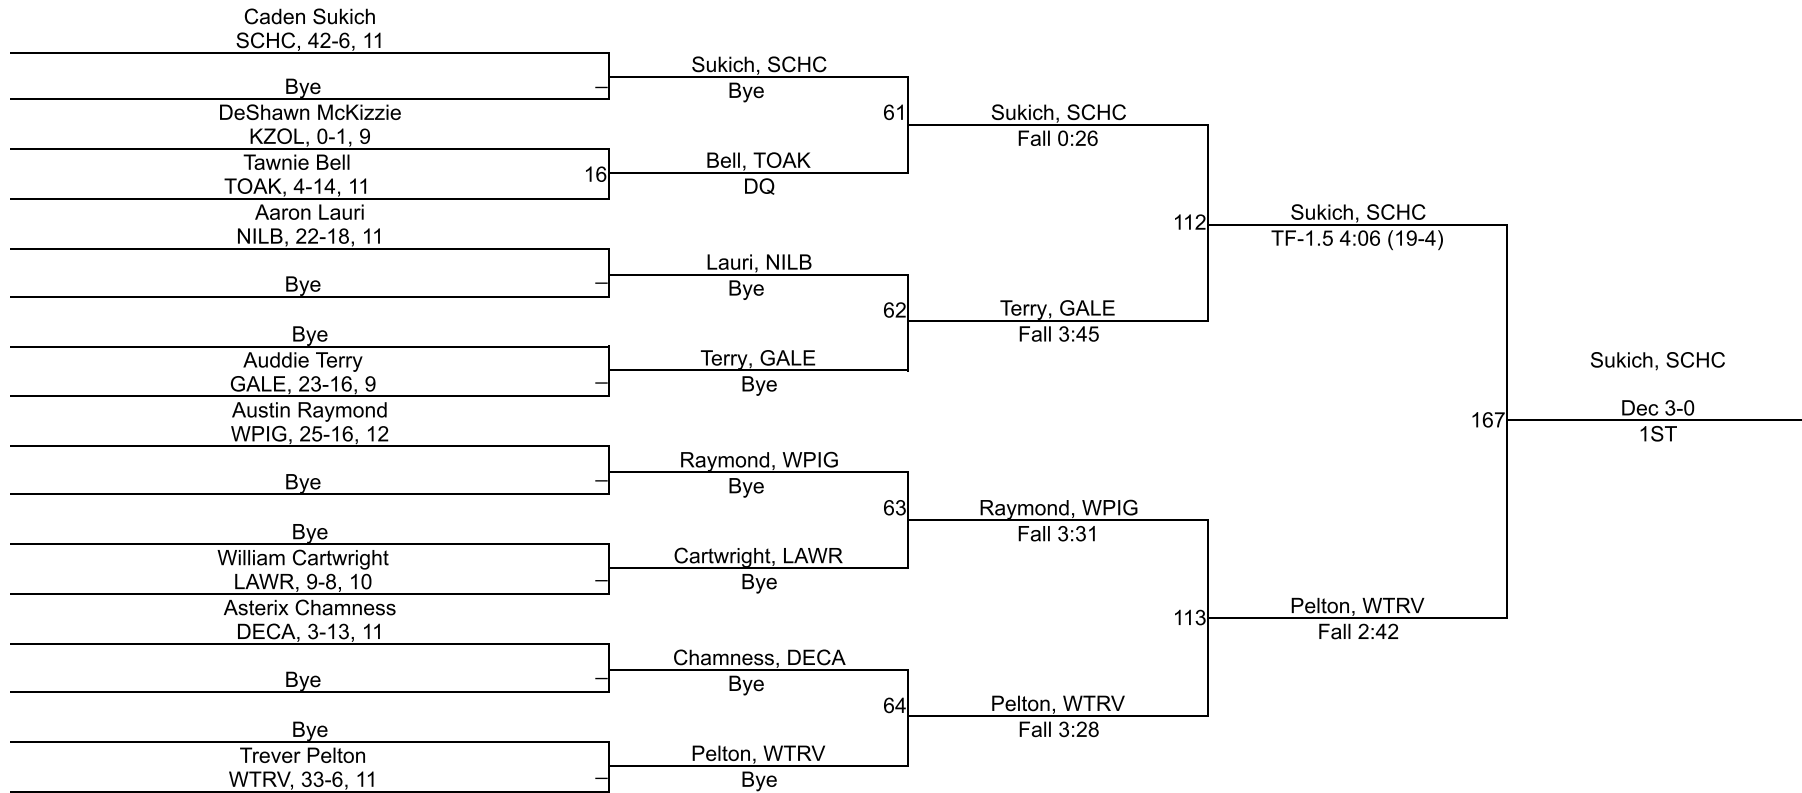 Caden Sukich
SCHC, 42-6, 11
Bye
DeShawn McKizzie
KZOL, 0-1, 9
Tawnie Bell
TOAK, 4-14, 11
Aaron Lauri
NILB, 22-18, 11
Bye
Bye
Auddie Terry
GALE, 23-16, 9
Austin Raymond
WPIG, 25-16, 12
Bye
Bye
William Cartwright
LAWR, 9-8, 10
Asterix Chamness
DECA, 3-13, 11
Bye
Bye
Trever Pelton
WTRV, 33-6, 11
16
Sukich, SCHC
Bye
Bell, TOAK
DQ
Lauri, NILB
Bye
Terry, GALE
Bye
Raymond, WPIG
Bye
Cartwright, LAWR
Bye
Chamness, DECA
Bye
Pelton, WTRV
Bye
61
62
63
64
Sukich, SCHC
Fall 0:26
Terry, GALE
Fall 3:45
Raymond, WPIG
Fall 3:31
Pelton, WTRV
Fall 3:28
112
113
Sukich, SCHC
TF-1.5 4:06 (19-4)
Pelton, WTRV
Fall 2:42
167
Sukich, SCHC
Dec 3-0
1ST